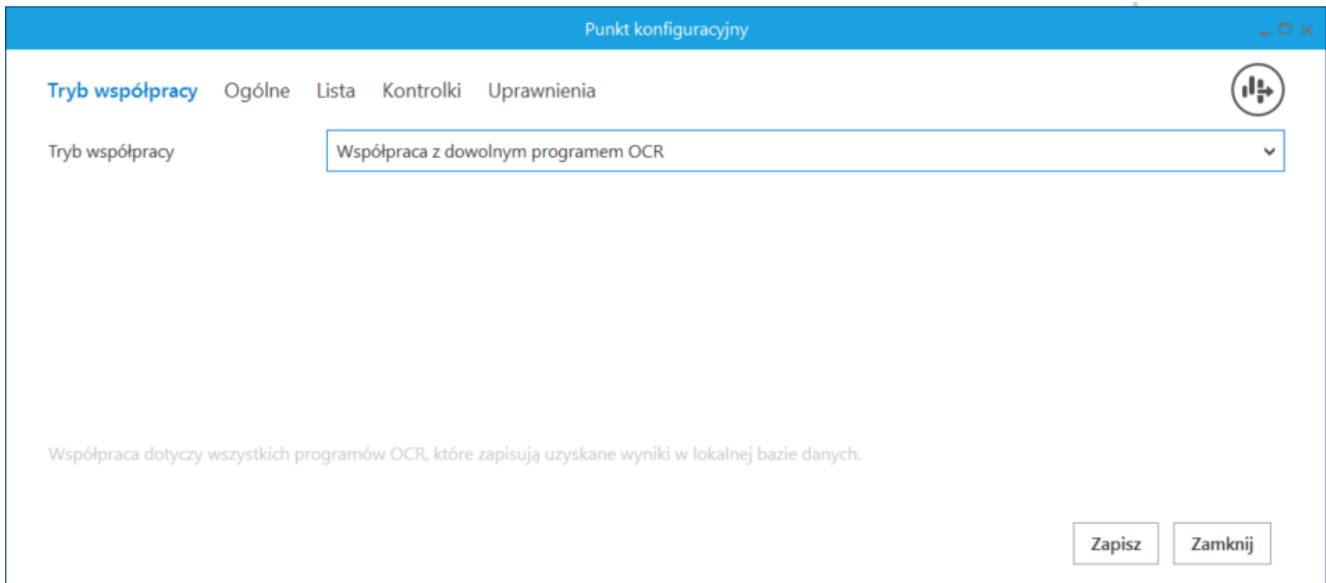 Punkt konfiguracyjny
Tryb współpracy Ogólne Lista Kontrolki Uprawnienia
Tryb współpracy Współpraca z dowolnym programem OCR
Współpraca dotyczy wszystkich programów OCR, które zapisują uzyskane wyniki w lokalnej bazie danych.
Zapisz Zamknij